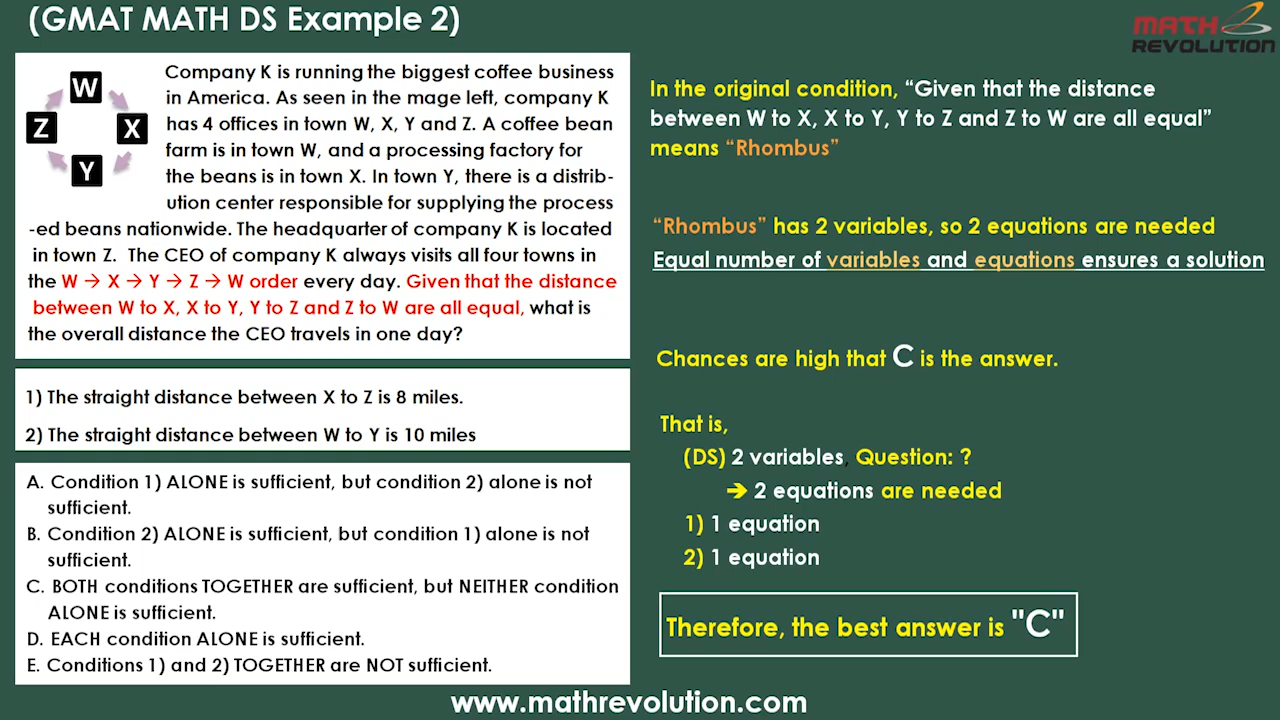 (GMAT MATH DS Example 2)
MATH
REVOLUTION
W
Z
X
Y
Company K is running the biggest coffee business
in America. As seen in the mage left, company K
has 4 offices in town W, X, Y and Z. A coffee bean
farm is in town W, and a processing factory for
the beans is in town X. In town Y, there is a distrib-
ution center responsible for supplying the process
-ed beans nationwide. The headquarter of company K is located
in town Z. The CEO of company K always visits all four towns in
the W → X → Y → Z → W order every day. Given that the distance
between W to X, X to Y, Y to Z and Z to W are all equal, what is
the overall distance the CEO travels in one day?
1) The straight distance between X to Z is 8 miles.
2) The straight distance between W to Y is 10 miles
A. Condition 1) ALONE is sufficient, but condition 2) alone is not
sufficient.
B. Condition 2) ALONE is sufficient, but condition 1) alone is not
sufficient.
C. BOTH conditions TOGETHER are sufficient, but NEITHER condition
ALONE is sufficient.
D. EACH condition ALONE is sufficient.
E. Conditions 1) and 2) TOGETHER are NOT sufficient.
In the original condition, “Given that the distance
between W to X, X to Y, Y to Z and Z to W are all equal”
means “Rhombus”
“Rhombus” has 2 variables, so 2 equations are needed
Equal number of variables and equations ensures a solution
Chances are high that C is the answer.
That is,
(DS) 2 variables, Question: ?
➔ 2 equations are needed
1) 1 equation
2) 1 equation
Therefore, the best answer is "C"
www.mathrevolution.com